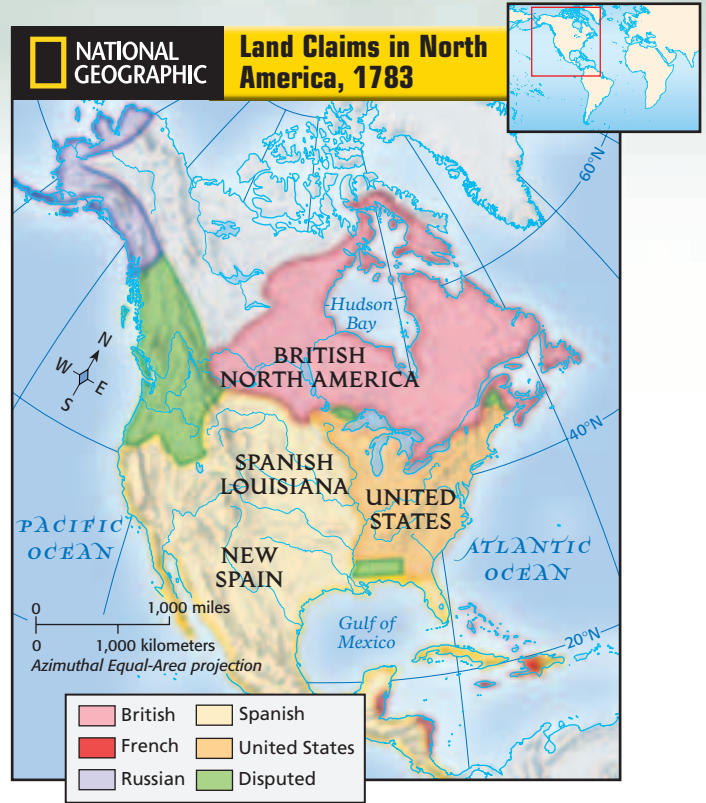 NATIONAL
GEOGRAPHIC
Land Claims in North
America, 1783
60°N
Hudson
Bay
N
W
E
S
BRITISH
NORTH AMERICA
40°N
SPANISH
LOUISIANA
UNITED
STATES
PACIFIC
OCEAN
NEW
SPAIN
ATLANTIC
OCEAN
0
1,000 miles
0
1,000 kilometers
Azimuthal Equal-Area projection
Gulf of
Mexico
20°N
British
Spanish
French
United States
Russian
Disputed